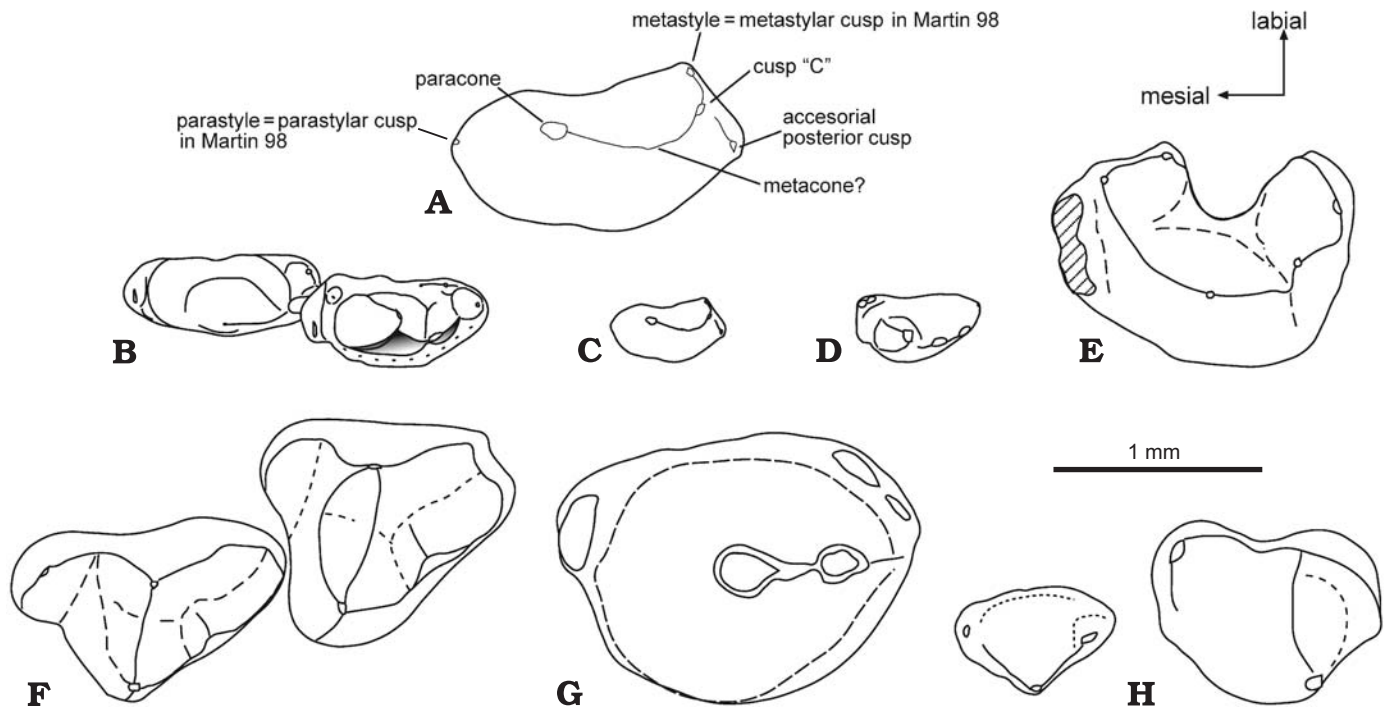 metastyle = metastylar cusp in Martin 98
labial
paracone
cusp "C"
mesial
parastyle = parastylar cusp
in Martin 98
accesorial
posterior cusp
metacone?
A
B
C
D
E
1 mm
F
G
H